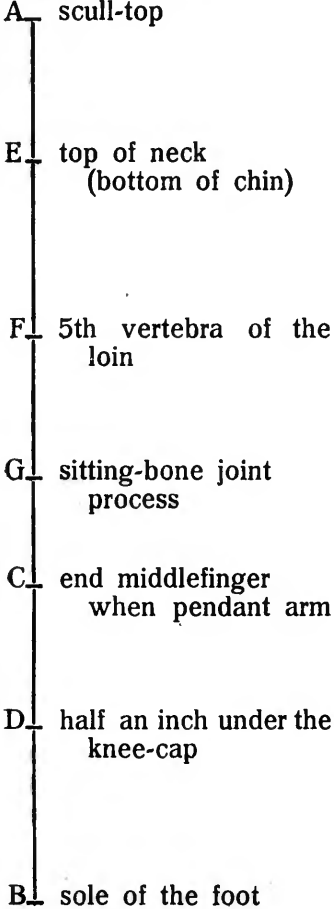 A scull-top
E top of neck
(bottom of chin)
F 5th vertebra of the
loin
G sitting-bone joint
process
C end middlefinger
when pendant arm
D half an inch under the
knee-cap
B sole of the foot